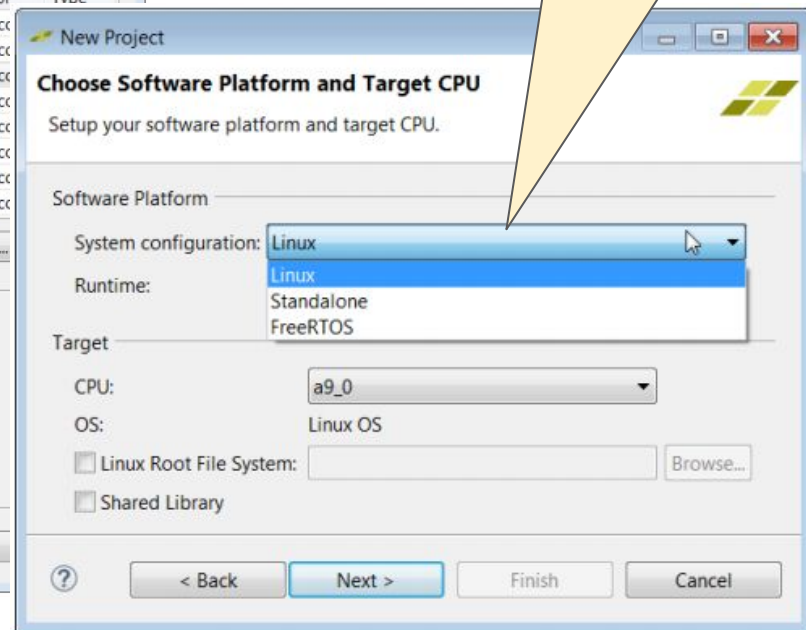 New Project
Choose Software Platform and Target CPU
Setup your software platform and target CPU.
Software Platform
System configuration: Linux
Linux
Runtime:
Standalone
FreeRTOS
Target
CPU: a9_0
OS: Linux OS
Linux Root File System: Browse...
Shared Library
? < Back Next > Finish Cancel